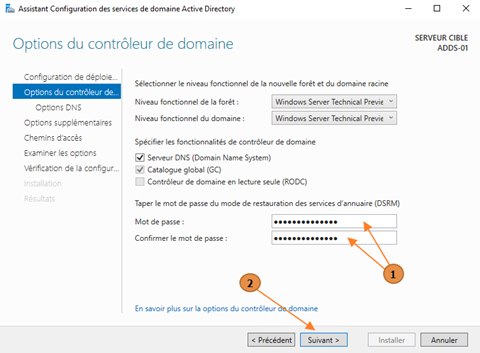 Assistant Configuration des services de domaine Active Directory
Options du contrôleur de domaine
SERVEUR CIBLE
ADDS-01
Configuration de déploie...
Options du contrôleur de...
Options DNS
Options supplémentaires
Chemins d'accès
Examiner les options
Vérification de la configur...
Installation
Résultats
Sélectionner le niveau fonctionnel de la nouvelle forêt et du domaine racine
Niveau fonctionnel de la forêt : Windows Server Technical Previe
Niveau fonctionnel du domaine : Windows Server Technical Previe
Spécifier les fonctionnalités de contrôleur de domaine
Serveur DNS (Domain Name System)
Catalogue global (GC)
Contrôleur de domaine en lecture seule (RODC)
Taper le mot de passe du mode de restauration des services d'annuaire (DSRM)
Mot de passe : ••••••••••••••
Confirmer le mot de passe : ••••••••••••••
1
2
En savoir plus sur la options du contrôleur de domaine
< Précédent Suivant > Installer Annuler